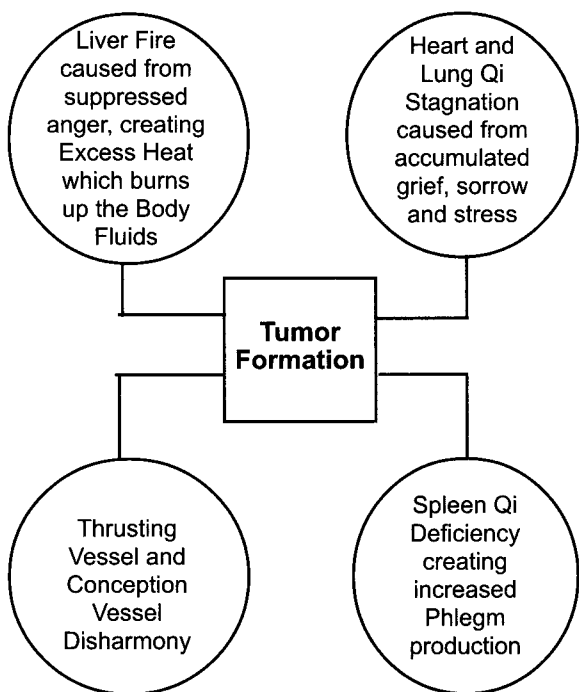 Liver Fire
caused from
suppressed
anger, creating
Excess Heat
which burns
up the Body
Fluids
Heart and
Lung Qi
Stagnation
caused from
accumulated
grief, sorrow
and stress
Tumor
Formation
Thrusting
Vessel and
Conception
Vessel
Disharmony
Spleen Qi
Deficiency
creating
increased
Phlegm
production